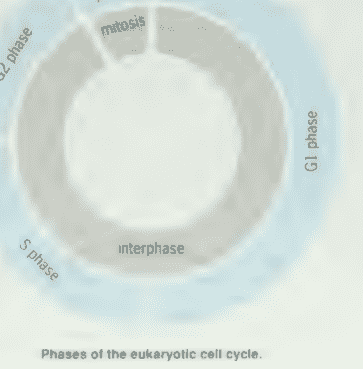 mitosis
G2 phase
G1 phase
S phase
interphase
Phases of the eukaryotic cell cycle.